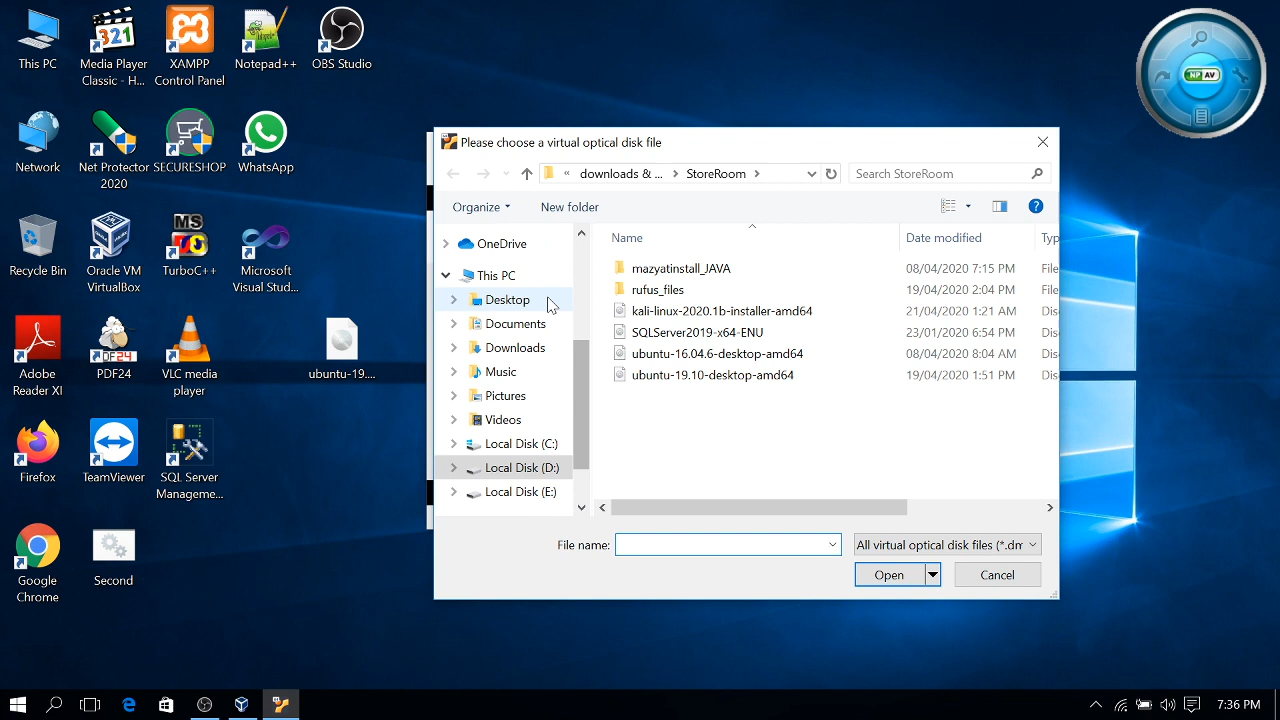 This PC
Media Player
Classic - H...
XAMPP
Control Panel
Notepad++
OBS Studio
321
NP AV
Network
Net Protector
2020
SECURESHOP
WhatsApp
Recycle Bin
Oracle VM
VirtualBox
MS
TurboC++
Microsoft
Visual Stud...
Adobe
Reader XI
DF24
PDF24
VLC media
player
ubuntu-19....
Firefox
TeamViewer
SQL Server
Manageme...
Google
Chrome
Second
Please choose a virtual optical disk file
« downloads & ... > StoreRoom >
Search StoreRoom
Organize
New folder
?
OneDrive
This PC
Desktop
Documents
Downloads
Music
Pictures
Videos
Local Disk (C:)
Local Disk (D:)
Local Disk (E:)
Name Date modified Typ
mazyatinstall_JAVA 08/04/2020 7:15 PM File
rufus_files 19/04/2020 2:04 PM File
kali-linux-2020.1b-installer-amd64 21/04/2020 1:21 AM Disc
SQLServer2019-x64-ENU 23/01/2020 6:54 PM Disc
ubuntu-16.04.6-desktop-amd64 08/04/2020 8:04 AM Disc
ubuntu-19.10-desktop-amd64 19/04/2020 1:51 PM Disc
File name:
All virtual optical disk files (*.dm
Open
Cancel
7:36 PM